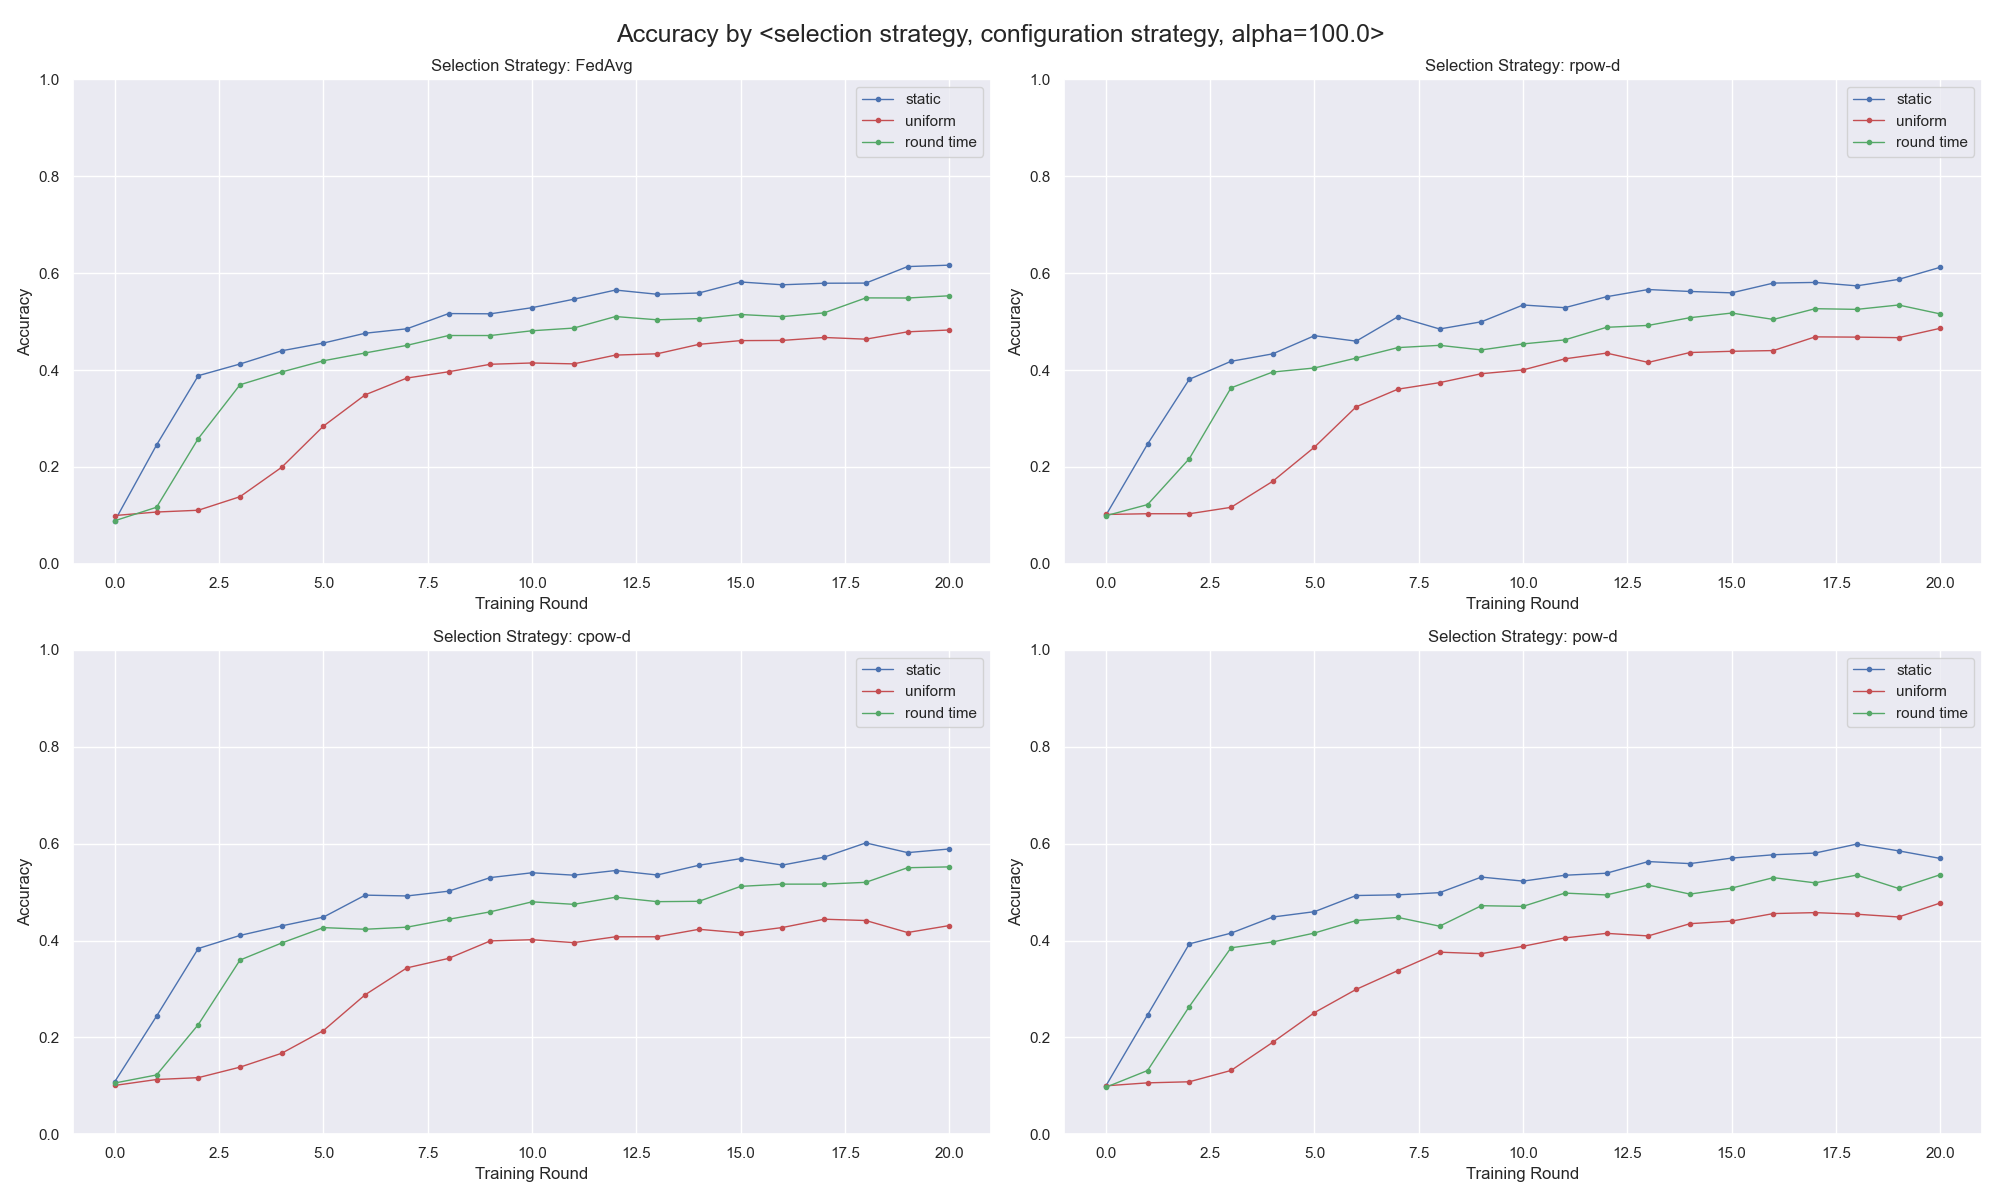 Accuracy by <selection strategy, configuration strategy, alpha=100.0>
Selection Strategy: FedAvg
1.0
0.8
0.6
0.4
0.2
0.0
Accuracy
static
uniform
round time
0.0 2.5 5.0 7.5 10.0 12.5 15.0 17.5 20.0
Training Round
Selection Strategy: rpow-d
1.0
0.8
0.6
0.4
0.2
0.0
Accuracy
static
uniform
round time
0.0 2.5 5.0 7.5 10.0 12.5 15.0 17.5 20.0
Training Round
Selection Strategy: cpow-d
1.0
0.8
0.6
0.4
0.2
0.0
Accuracy
static
uniform
round time
0.0 2.5 5.0 7.5 10.0 12.5 15.0 17.5 20.0
Training Round
Selection Strategy: pow-d
1.0
0.8
0.6
0.4
0.2
0.0
Accuracy
static
uniform
round time
0.0 2.5 5.0 7.5 10.0 12.5 15.0 17.5 20.0
Training Round